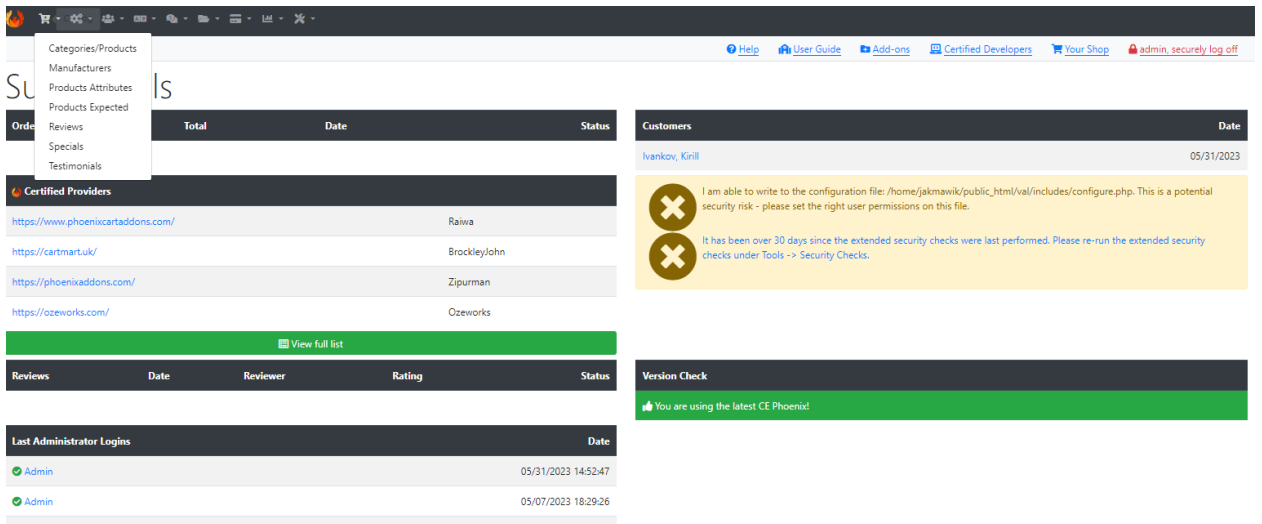 Help User Guide Add-ons Certified Developers Your Shop admin, securely log off
Categories/Products
Manufacturers
Products Attributes
Products Expected
Reviews
Specials
Testimonials
Su ls
Orde Total Date Status
Certified Providers
https://www.phoenixcartaddons.com/ Raiwa
https://cartmart.uk/ BrockleyJohn
https://phoenixaddons.com/ Zipurman
https://ozeworks.com/ Ozeworks
View full list
Reviews Date Reviewer Rating Status
Last Administrator Logins Date
Admin 05/31/2023 14:52:47
Admin 05/07/2023 18:29:26
Customers Date
Ivankov, Kirill 05/31/2023
I am able to write to the configuration file: /home/jakmawik/public_html/val/includes/configure.php. This is a potential
security risk - please set the right user permissions on this file.
It has been over 30 days since the extended security checks were last performed. Please re-run the extended security
checks under Tools -> Security Checks.
Version Check
You are using the latest CE Phoenix!